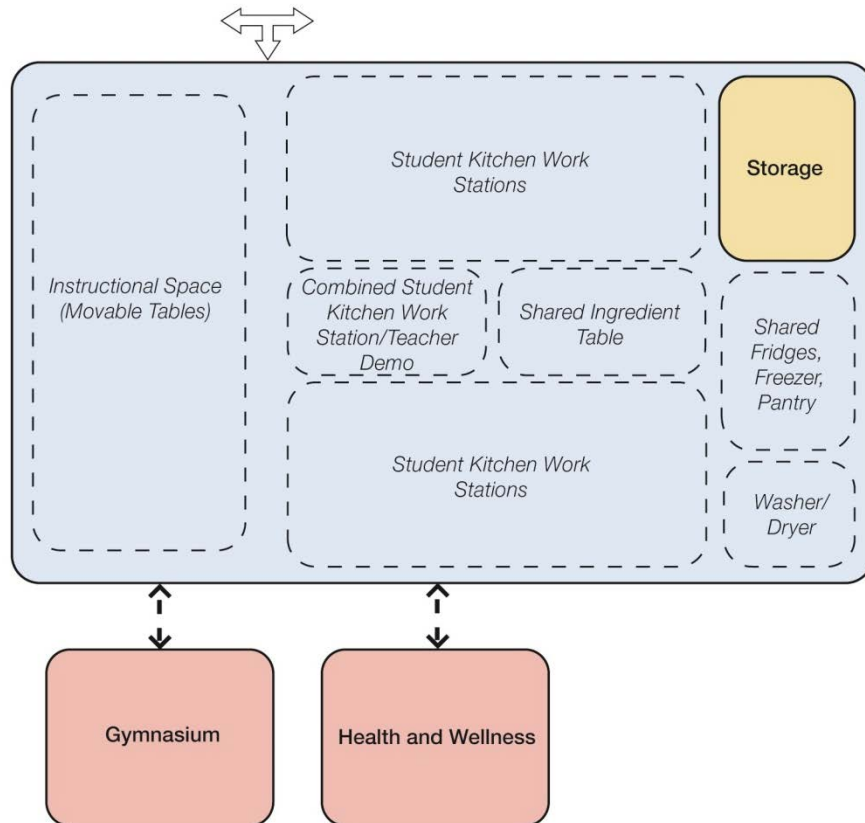 Student Kitchen Work
Stations
Storage
Instructional Space
(Movable Tables)
Combined Student
Kitchen Work
Station/Teacher
Demo
Shared Ingredient
Table
Shared
Fridges,
Freezer,
Pantry
Student Kitchen Work
Stations
Washer/
Dryer
Gymnasium
Health and Wellness